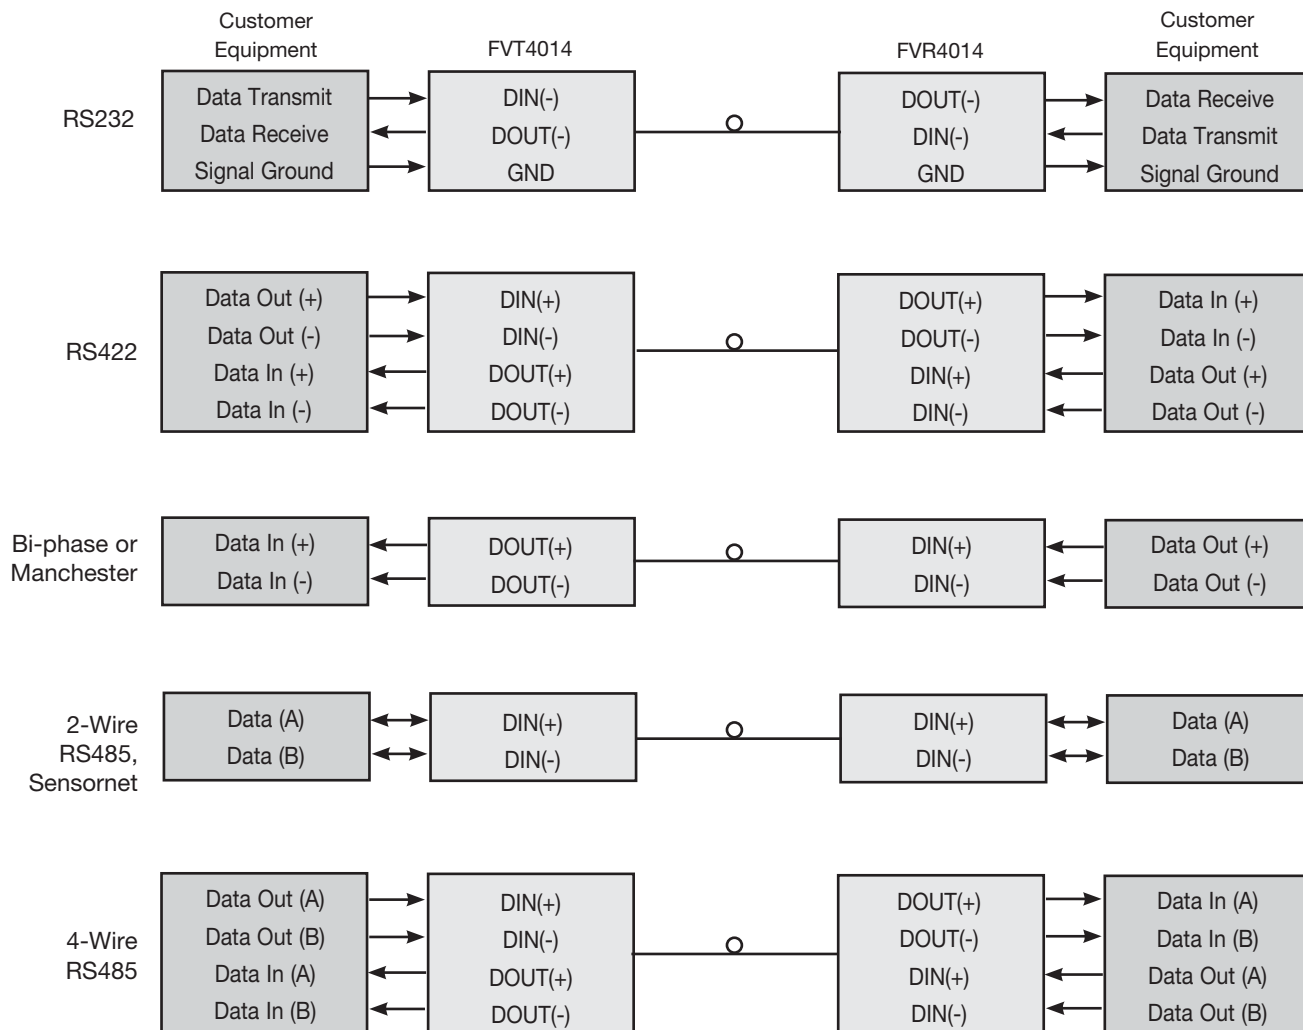 Customer
Equipment
FVT4014
FVR4014
Customer
Equipment
RS232
Data Transmit
Data Receive
Signal Ground
DIN(-)
DOUT(-)
GND
DOUT(-)
DIN(-)
GND
Data Receive
Data Transmit
Signal Ground
RS422
Data Out (+)
Data Out (-)
Data In (+)
Data In (-)
DIN(+)
DIN(-)
DOUT(+)
DOUT(-)
DOUT(+)
DOUT(-)
DIN(+)
DIN(-)
Data In (+)
Data In (-)
Data Out (+)
Data Out (-)
Bi-phase or
Manchester
Data In (+)
Data In (-)
DOUT(+)
DOUT(-)
DIN(+)
DIN(-)
Data Out (+)
Data Out (-)
2-Wire
RS485,
Sensornet
Data (A)
Data (B)
DIN(+)
DIN(-)
DIN(+)
DIN(-)
Data (A)
Data (B)
4-Wire
RS485
Data Out (A)
Data Out (B)
Data In (A)
Data In (B)
DIN(+)
DIN(-)
DOUT(+)
DOUT(-)
DOUT(+)
DOUT(-)
DIN(+)
DIN(-)
Data In (A)
Data In (B)
Data Out (A)
Data Out (B)